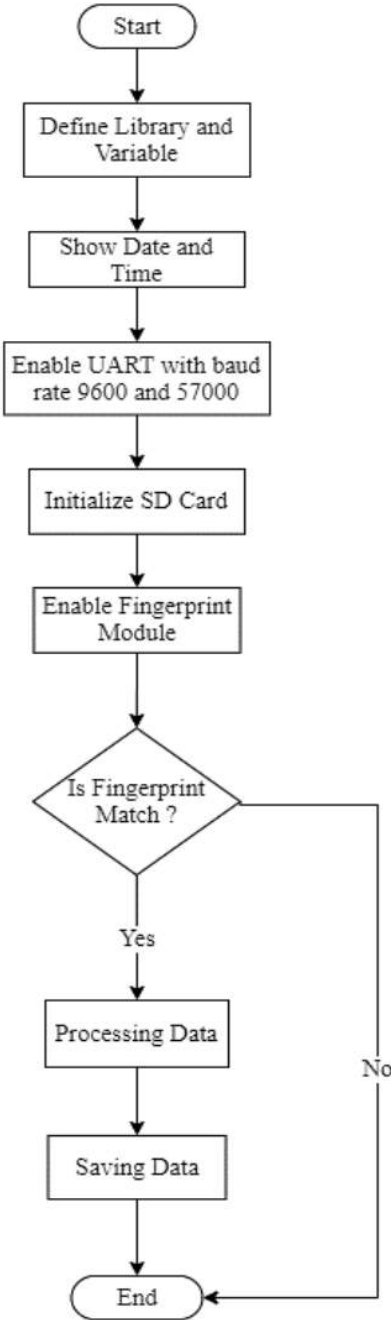 Start
Define Library and
Variable
Show Date and
Time
Enable UART with baud
rate 9600 and 57000
Initialize SD Card
Enable Fingerprint
Module
Is Fingerprint
Match ?
Yes
Processing Data
No
Saving Data
End